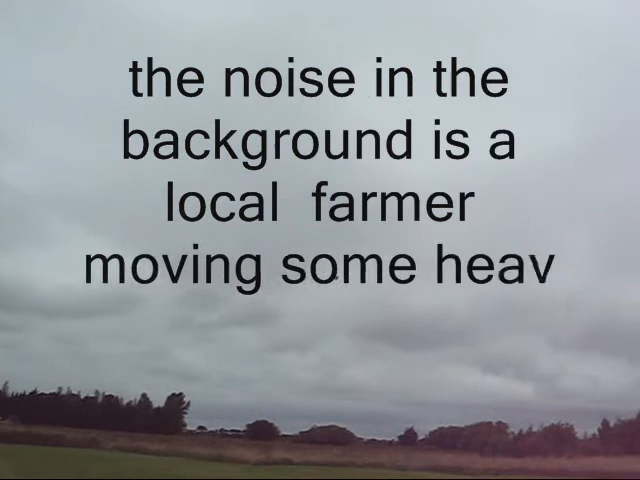 the noise in the
background is a
local  farmer
moving some heav